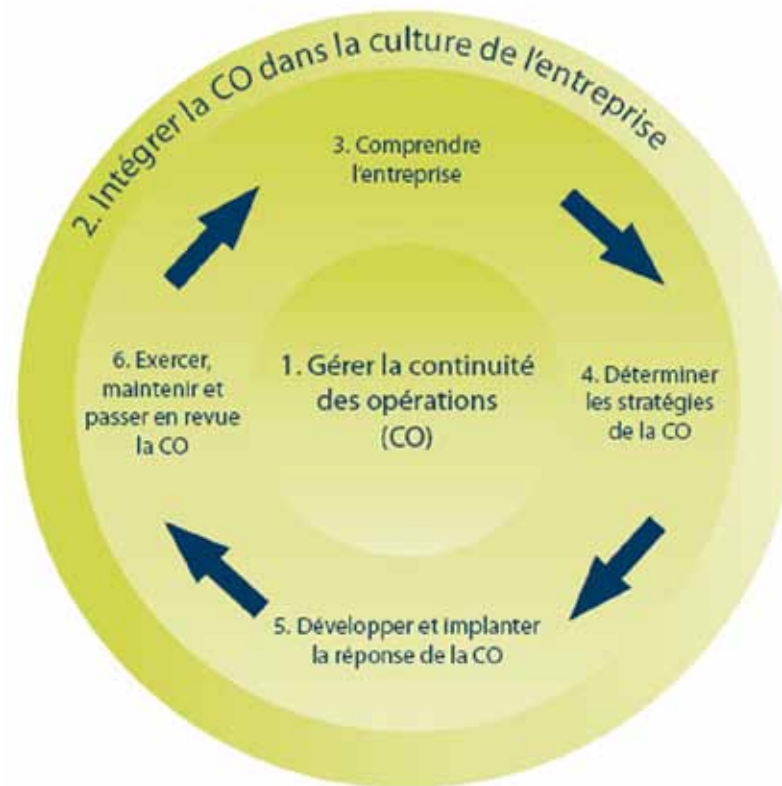 2. Intégrer la CO dans la culture de l'entreprise
3. Comprendre
l'entreprise
6. Exercer,
maintenir et
passer en revue
la CO
1. Gérer la continuité
des opérations
(CO)
4. Déterminer
les stratégies
de la CO
5. Développer et implanter
la réponse de la CO